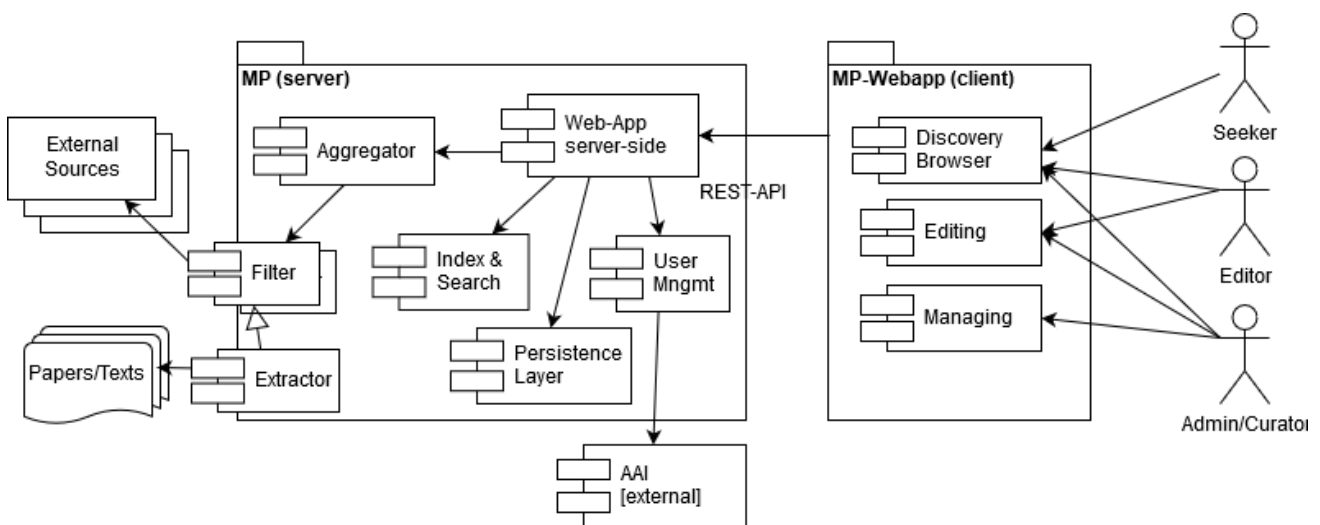 MP (server)
MP-Webapp (client)
Seeker
External
Sources
Aggregator
Web-App
server-side
REST-API
Discovery
Browser
Editor
Filter
Index &
Search
User
Mngmt
Editing
Managing
Papers/Texts
Extractor
Persistence
Layer
Admin/Curator
AAI
[external]